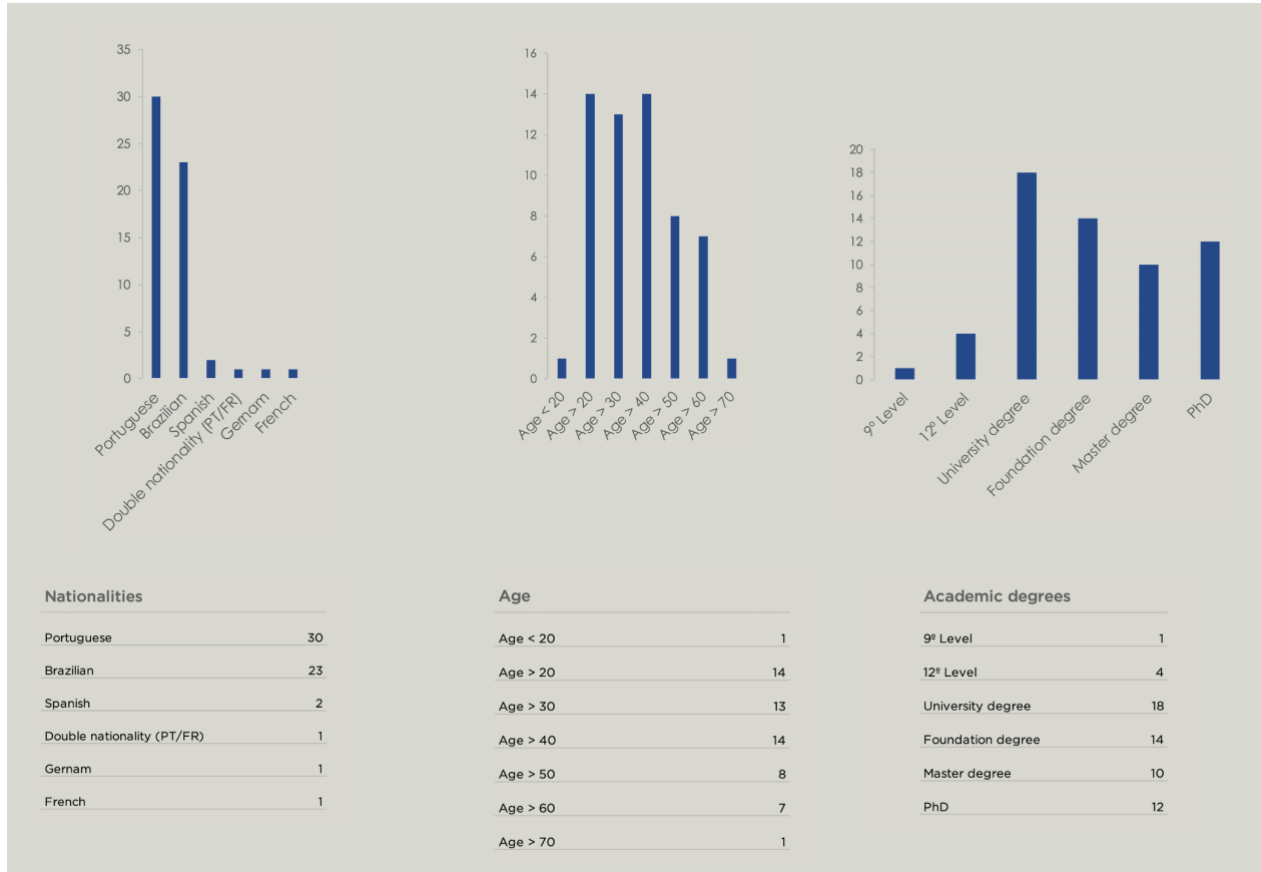 35
30
25
20
15
10
5
0
Portuguese
Brazilian
Spanish
Double nationality (PT/FR)
Gernam
French
16
14
12
10
8
6
4
2
0
Age < 20
Age > 20
Age > 30
Age > 40
Age > 50
Age > 60
Age > 70
20
18
16
14
12
10
8
6
4
2
0
9º Level
12º Level
University degree
Foundation degree
Master degree
PhD
Nationalities
Portuguese 30
Brazilian 23
Spanish 2
Double nationality (PT/FR) 1
Gernam 1
French 1
Age
Age < 20 1
Age > 20 14
Age > 30 13
Age > 40 14
Age > 50 8
Age > 60 7
Age > 70 1
Academic degrees
9º Level 1
12º Level 4
University degree 18
Foundation degree 14
Master degree 10
PhD 12